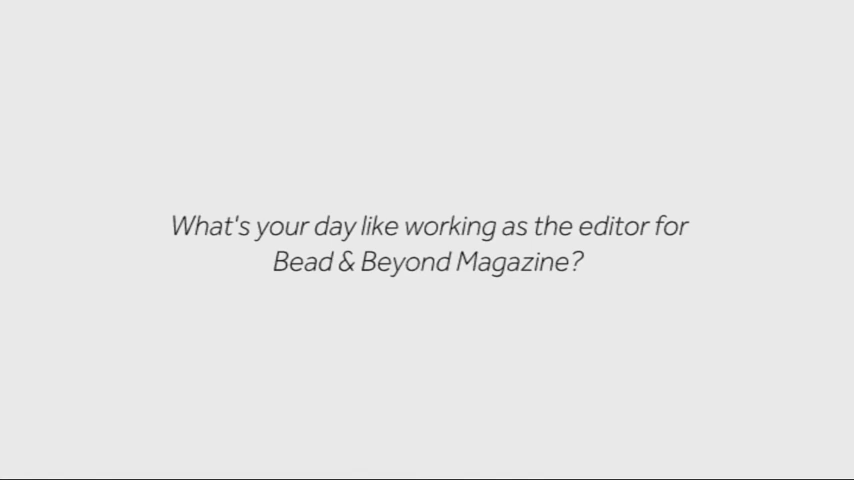 What's your day like working as the editor for
Bead & Beyond Magazine?